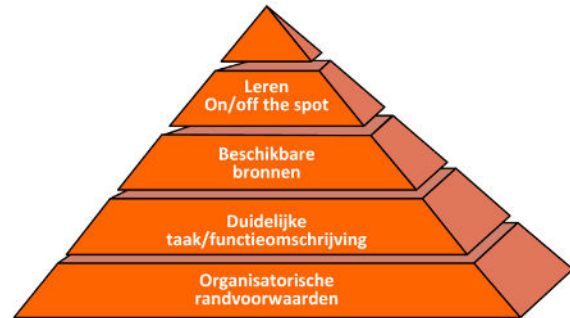 Leren
On/off the spot
Beschikbare
bronnen
Duidelijke
taak/functieomschrijving
Organisatorische
randvoorwaarden